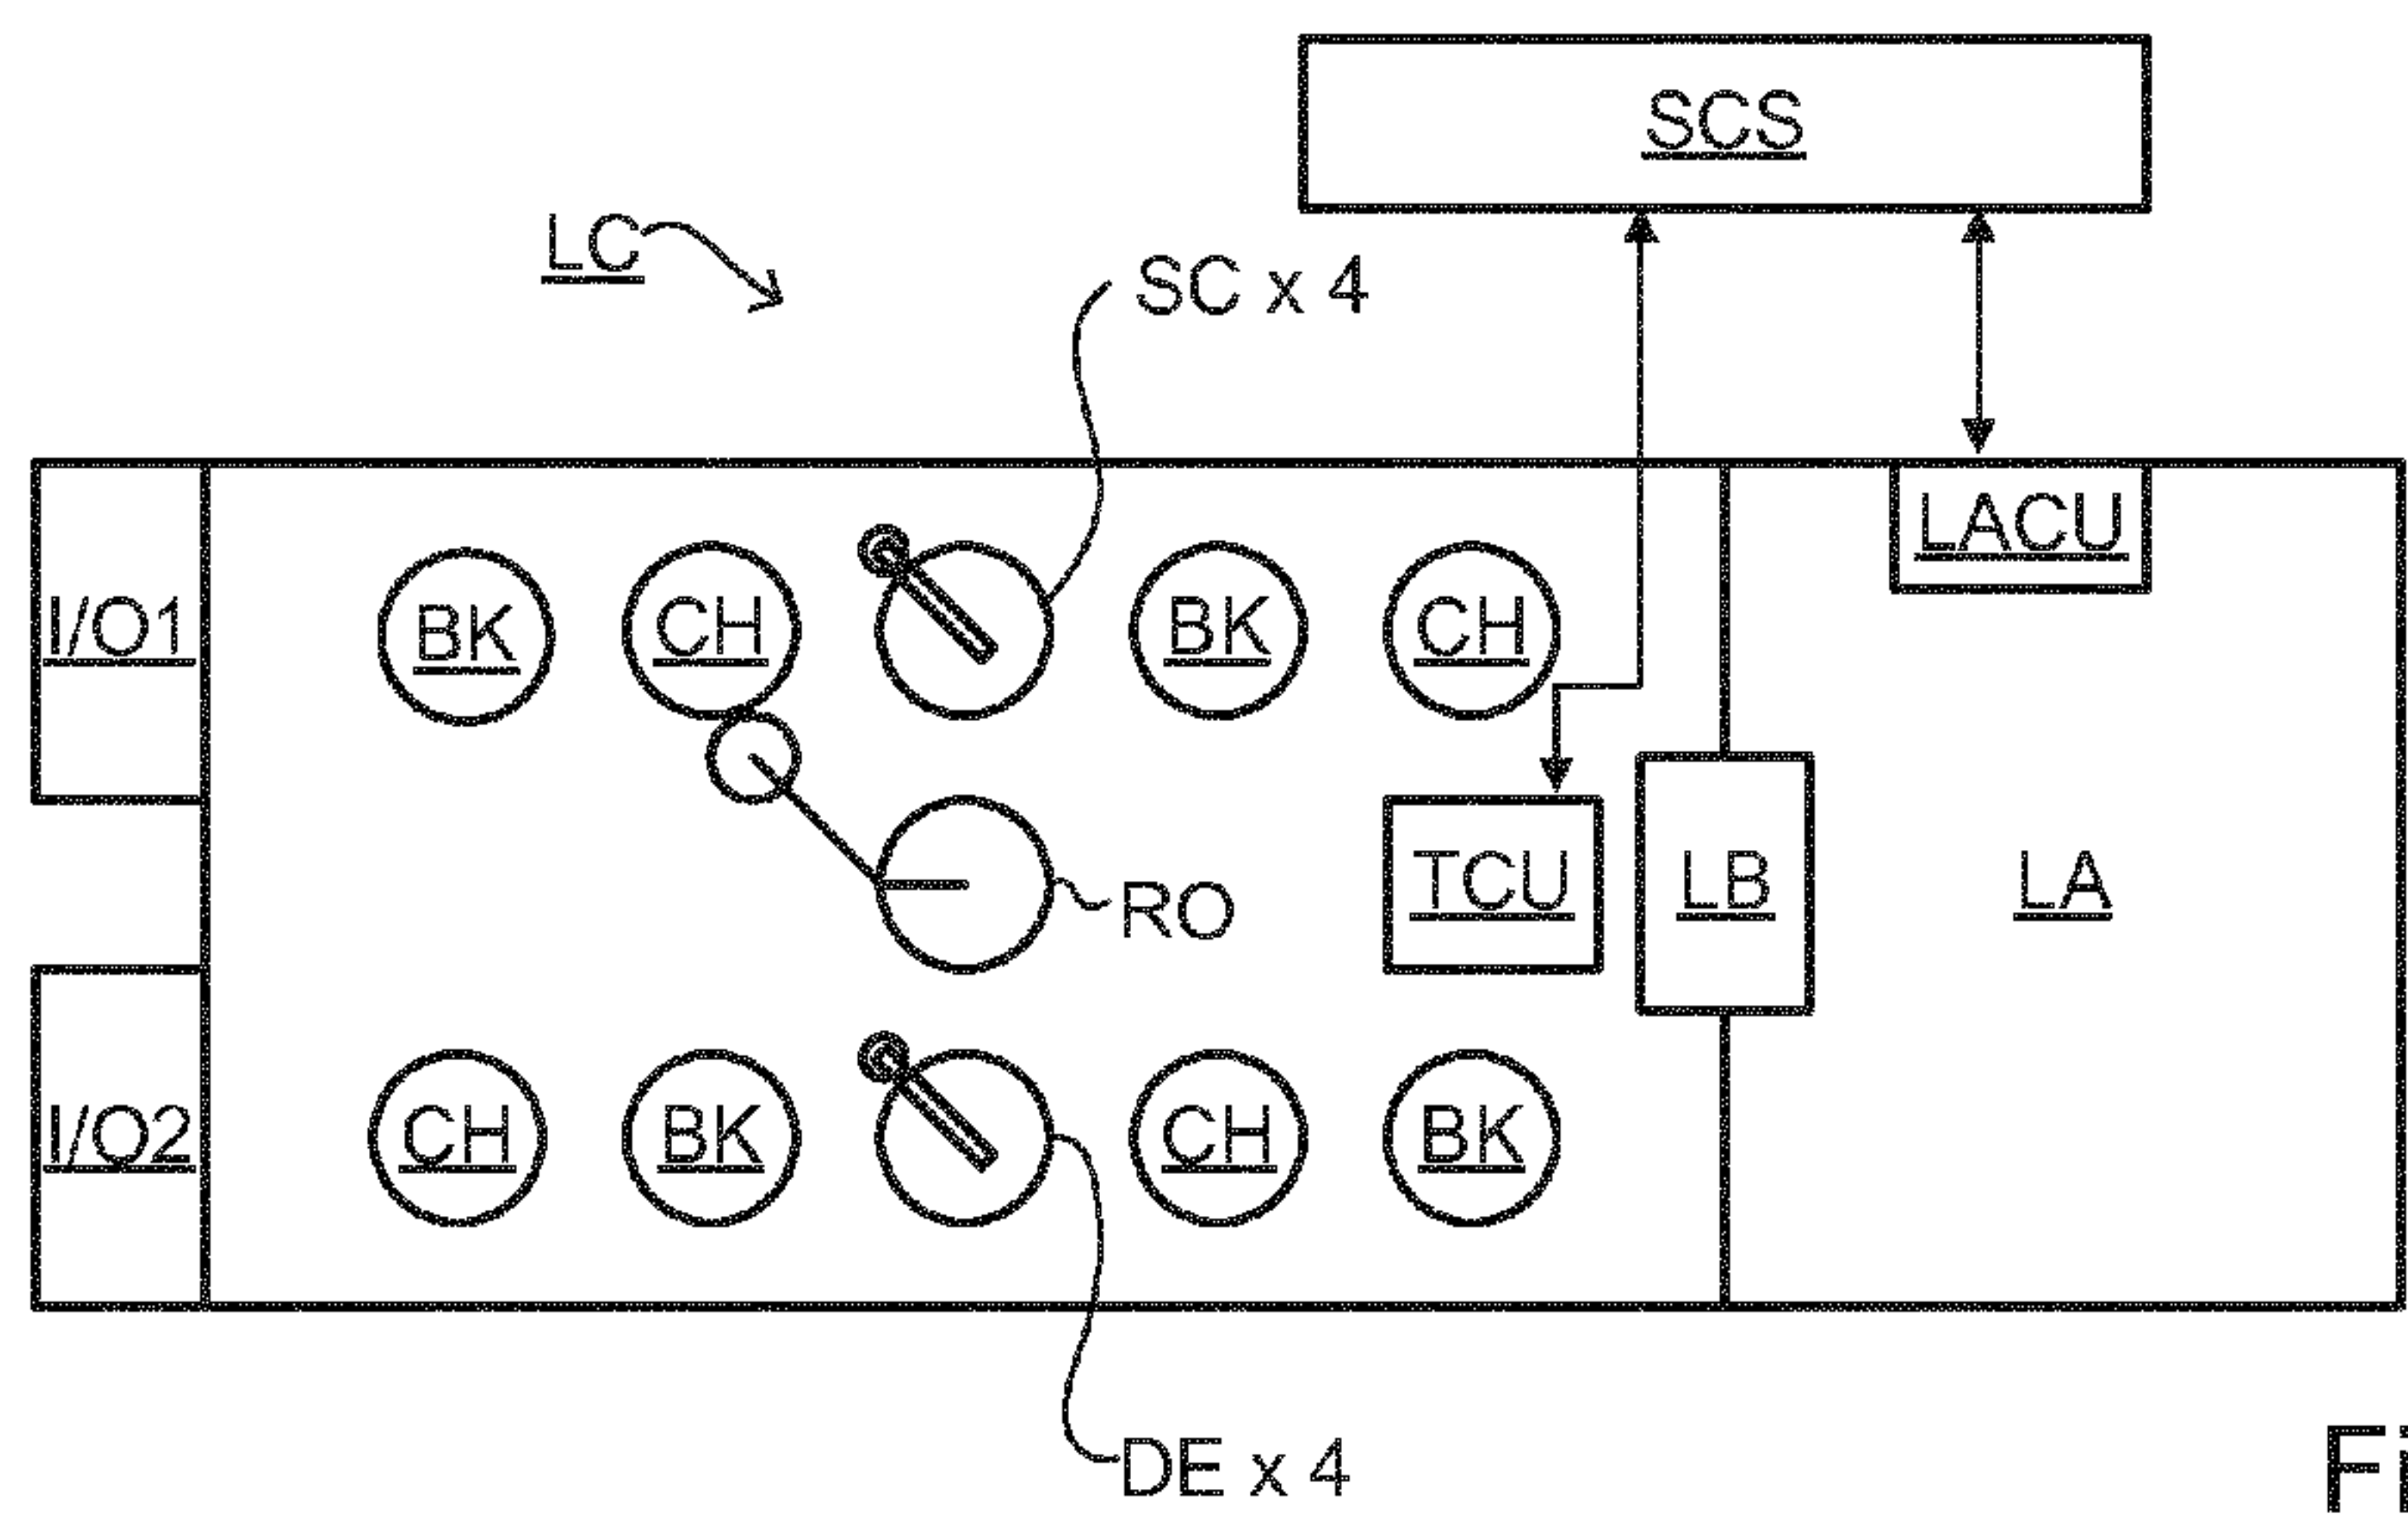 SCS
LC
SC x 4
LACU
I/O1
BK
CH
BK
CH
TCU
LB
LA
RO
I/O2
CH
BK
CH
BK
DE x 4
Fi